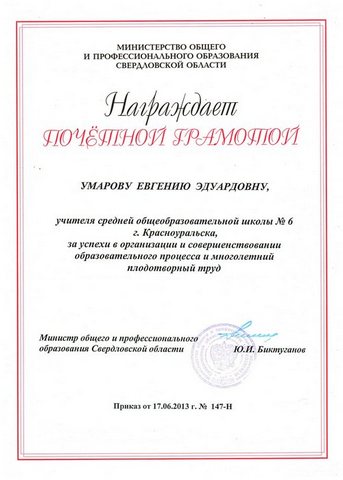 МИНИСТЕРСТВО ОБЩЕГО
И ПРОФЕССИОНАЛЬНОГО ОБРАЗОВАНИЯ
СВЕРДЛОВСКОЙ ОБЛАСТИ
Награждает
ПОЧЁТНОЙ ГРАМОТОЙ
УМАРОВУ ЕВГЕНИЮ ЭДУАРДОВНУ,
учителя средней общеобразовательной школы № 6
г. Красноуральска,
за успехи в организации и совершенствовании
образовательного процесса и многолетний
плодотворный труд
Министр общего и профессионального
образования Свердловской области Ю.И. Биктуганов
Приказ от 17.06.2013 г. № 147-Н